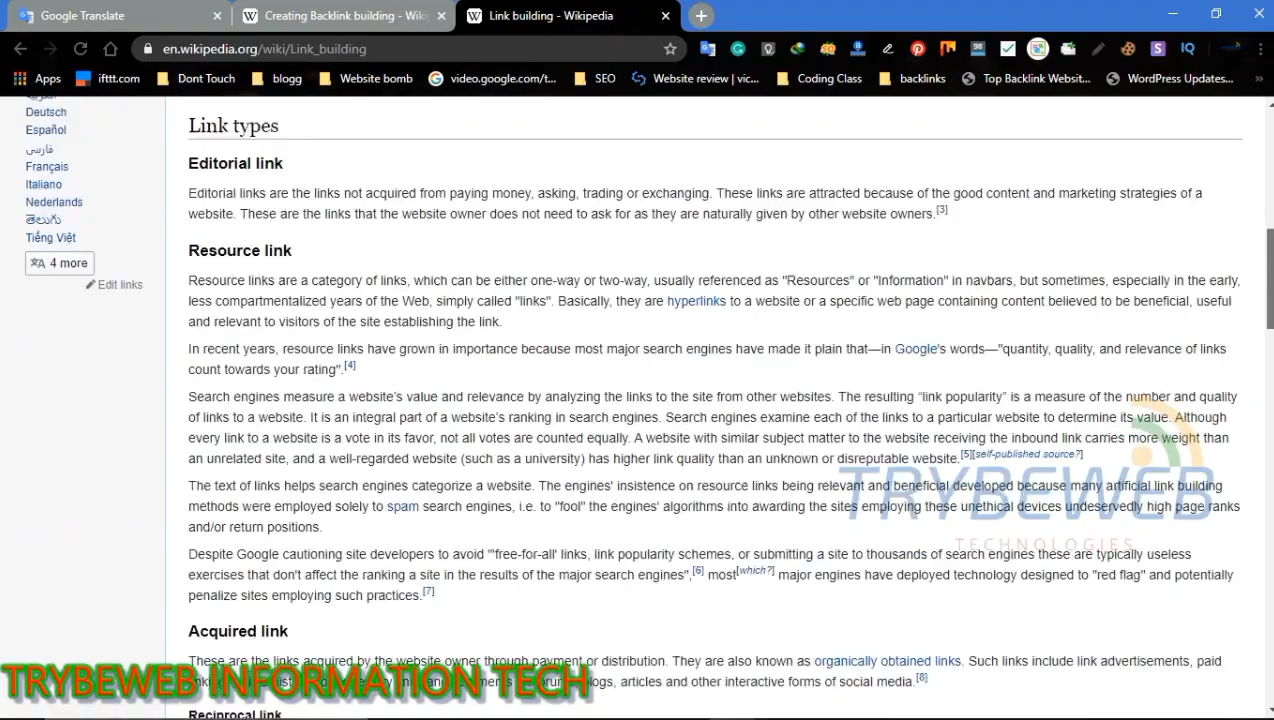 Google Translate
Creating Backlink building - Wiki
Link building - Wikipedia
en.wikipedia.org/wiki/Link_building
Apps
ifttt.com
Dont Touch
blogg
Website bomb
video.google.com/t...
SEO
Website review | vic...
Coding Class
backlinks
Top Backlink Websit...
WordPress Updates...
Deutsch
Español
فارسی
Français
Italiano
Nederlands
తెలుగు
Tiếng Việt
4 more
Edit links
Link types
Editorial link
Editorial links are the links not acquired from paying money, asking, trading or exchanging. These links are attracted because of the good content and marketing strategies of a
website. These are the links that the website owner does not need to ask for as they are naturally given by other website owners.[3]
Resource link
Resource links are a category of links, which can be either one-way or two-way, usually referenced as "Resources" or "Information" in navbars, but sometimes, especially in the early,
less compartmentalized years of the Web, simply called "links". Basically, they are hyperlinks to a website or a specific web page containing content believed to be beneficial, useful
and relevant to visitors of the site establishing the link.
In recent years, resource links have grown in importance because most major search engines have made it plain that—in Google's words—"quantity, quality, and relevance of links
count towards your rating".[4]
Search engines measure a website's value and relevance by analyzing the links to the site from other websites. The resulting “link popularity” is a measure of the number and quality
of links to a website. It is an integral part of a website's ranking in search engines. Search engines examine each of the links to a particular website to determine its value. Although
every link to a website is a vote in its favor, not all votes are counted equally. A website with similar subject matter to the website receiving the inbound link carries more weight than
an unrelated site, and a well-regarded website (such as a university) has higher link quality than an unknown or disreputable website.[5][self-published source?]
The text of links helps search engines categorize a website. The engines' insistence on resource links being relevant and beneficial developed because many artificial link building
methods were employed solely to spam search engines, i.e. to "fool" the engines' algorithms into awarding the sites employing these unethical devices undeservedly high page ranks
and/or return positions.
Despite Google cautioning site developers to avoid "'free-for-all' links, link popularity schemes, or submitting a site to thousands of search engines these are typically useless
exercises that don't affect the ranking a site in the results of the major search engines",[6] most[which?] major engines have deployed technology designed to "red flag" and potentially
penalize sites employing such practices.[7]
TRYBEWEB
TECHNOLOGIES
Acquired link
These are the links acquired by the website owner through payment or distribution. They are also known as organically obtained links. Such links include link advertisements, paid
blogs, articles and other interactive forms of social media.[8]
TRYBEWEB INFORMATION TECH
Reciprocal link